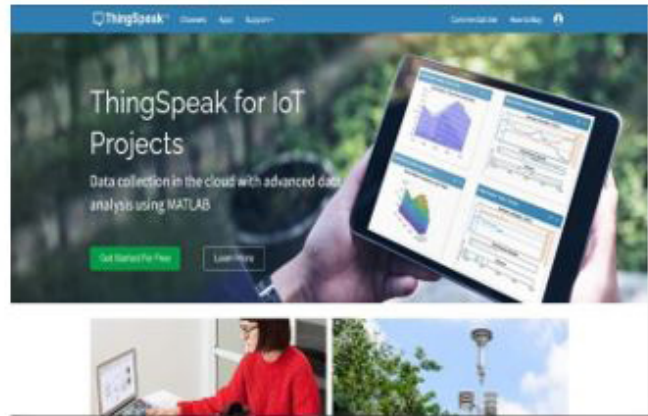 ThingSpeak™ Channels Apps Support
Commercial Use How to Buy
ThingSpeak for IoT
Projects
Data collection in the cloud with advanced data
analysis using MATLAB
Get Started For Free Learn More